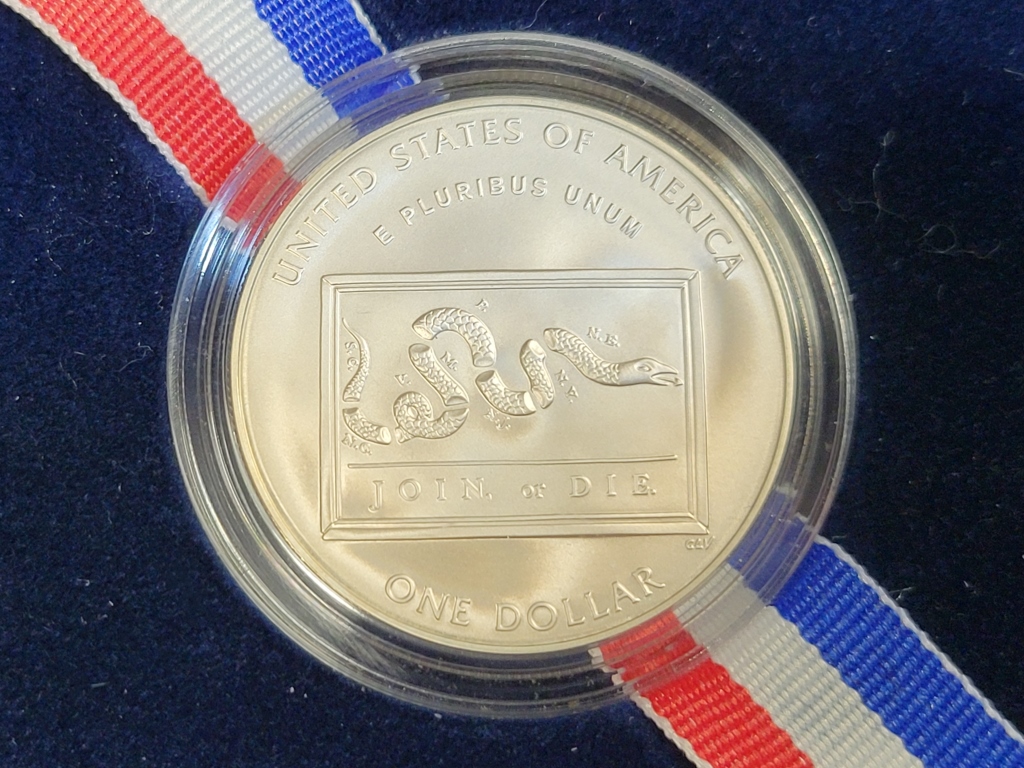 UNITED STATES OF AMERICA
E PLURIBUS UNUM
S.C.
N.C.
V.
M.
P.
N.J.
N.Y.
N.E.
JOIN, or DIE.
ONE DOLLAR